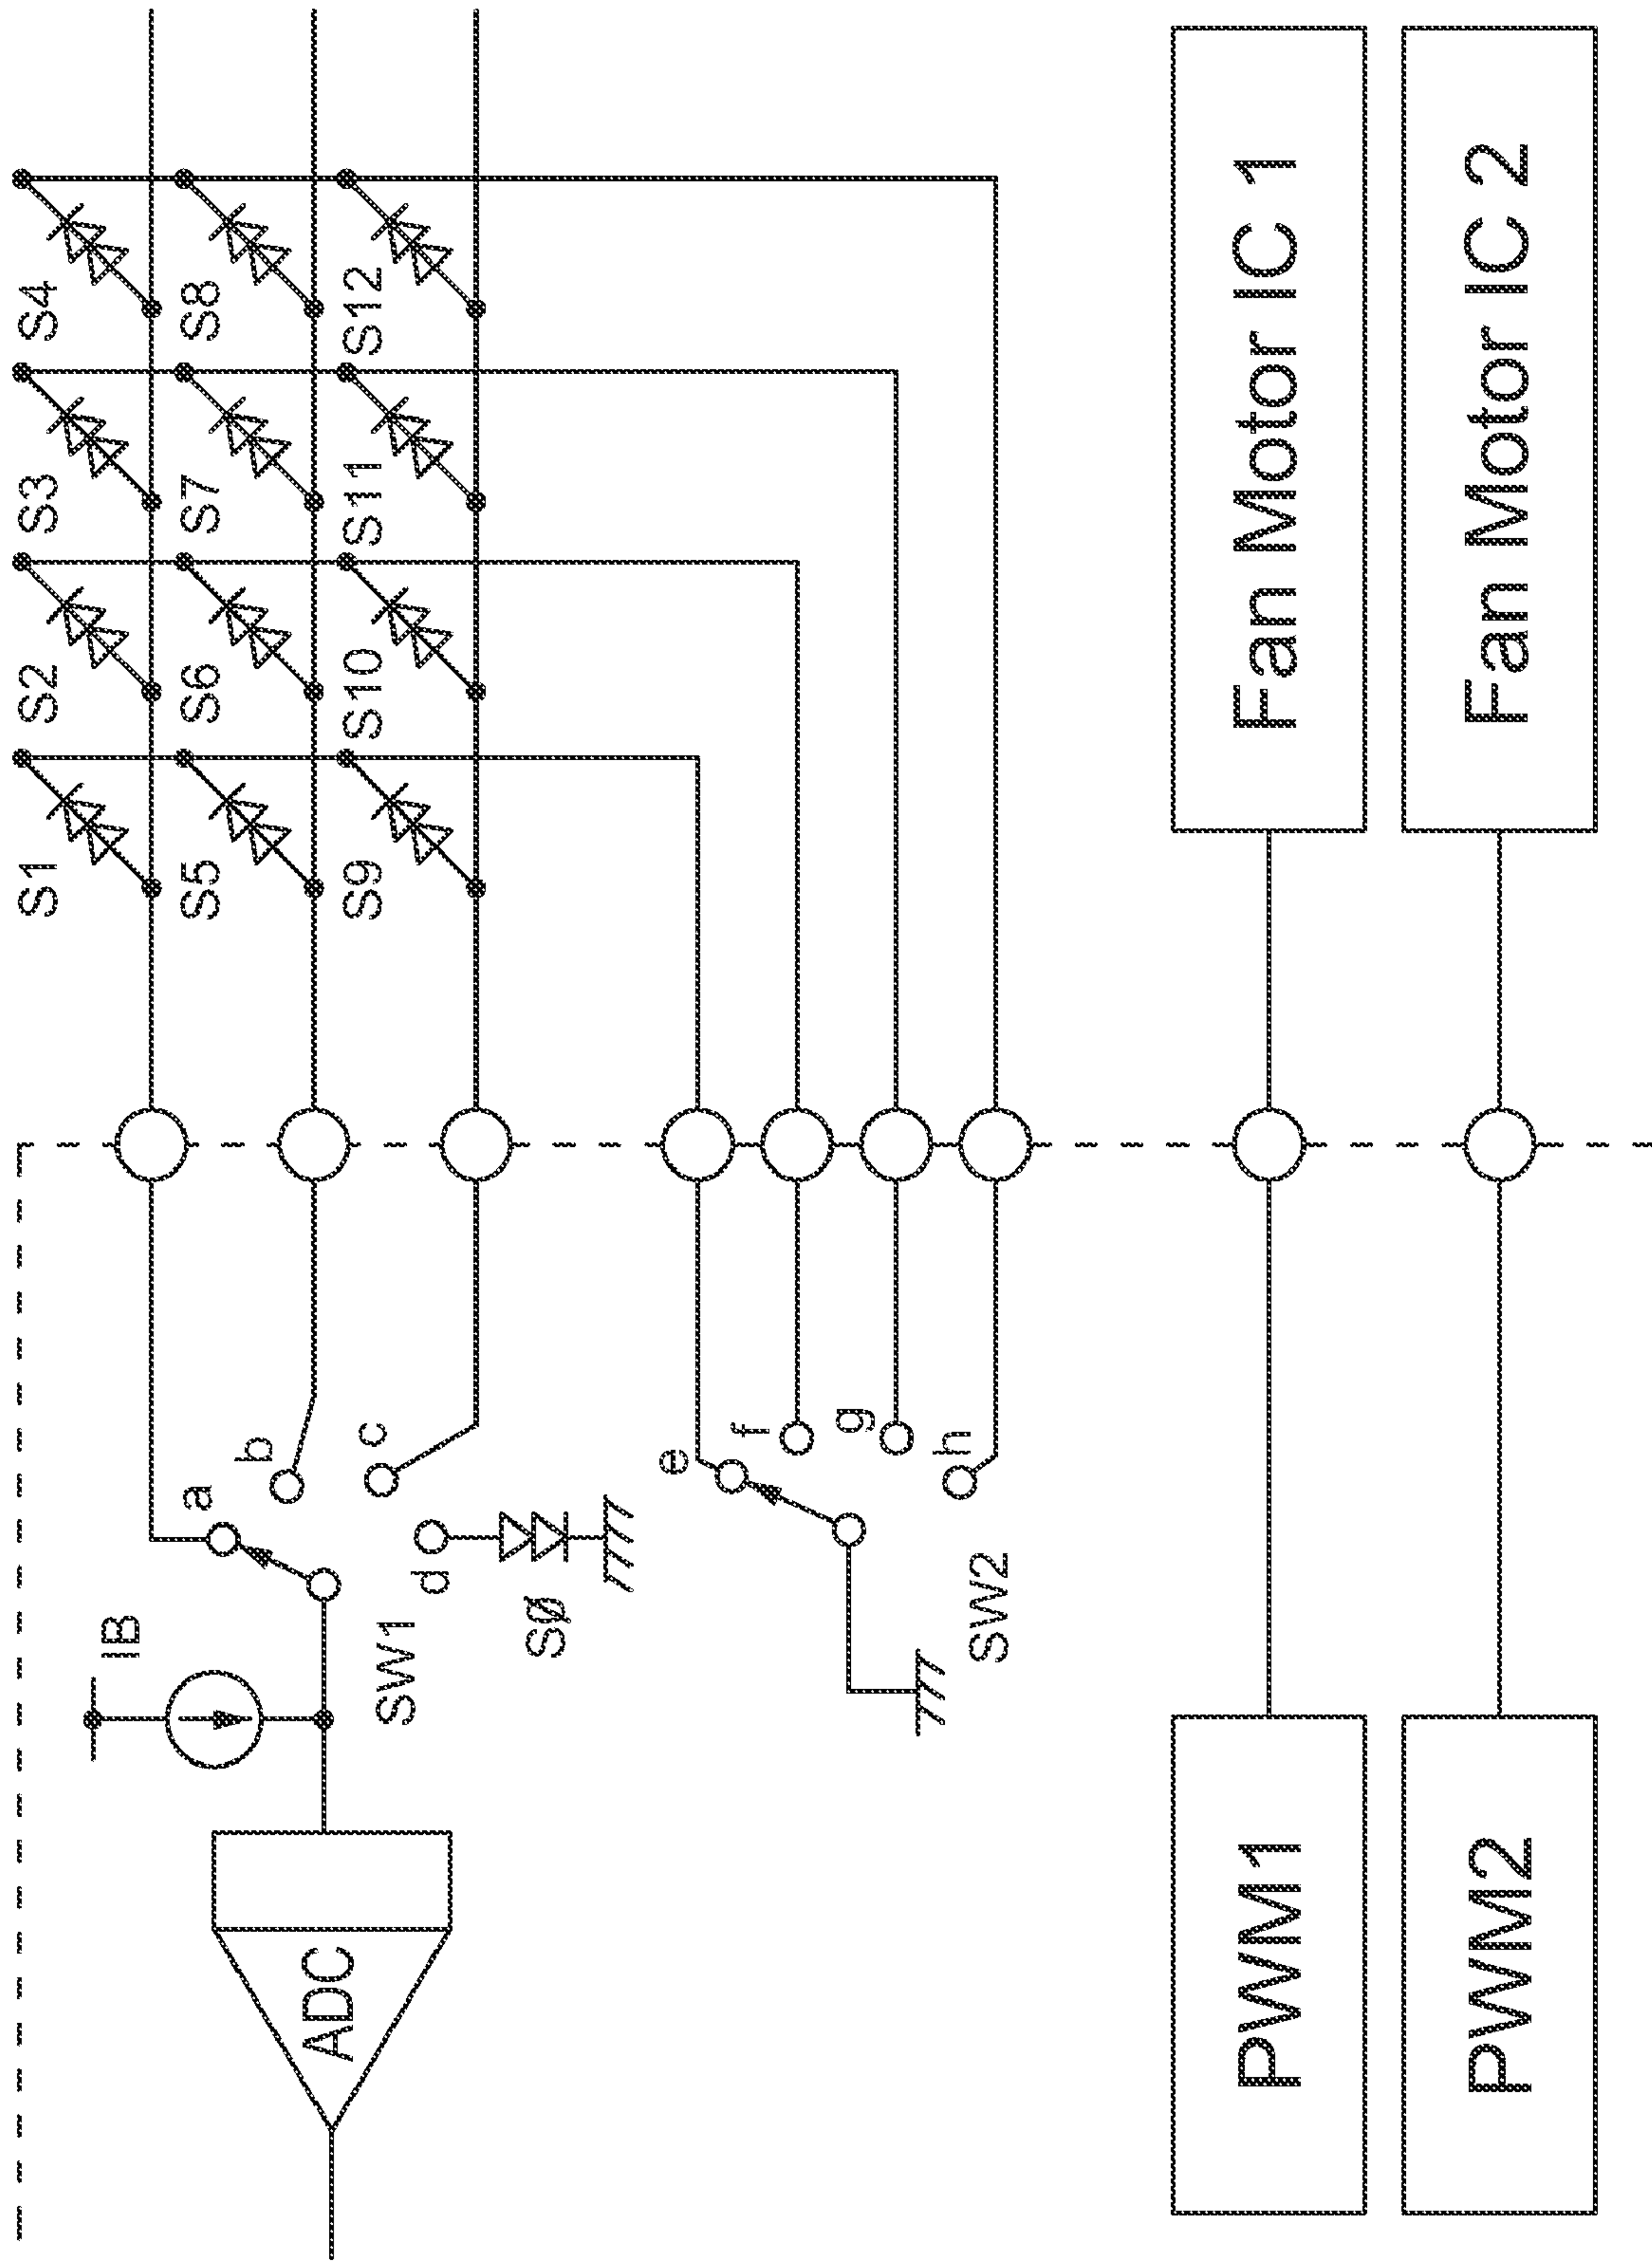 S1
S2
S3
S4
S5
S6
S7
S8
S9
S10
S11
S12
IB
a
b
c
d
SW1
ADC
SØ
e
f
g
h
SW2
PWM1
Fan Motor IC 1
PWM2
Fan Motor IC 2